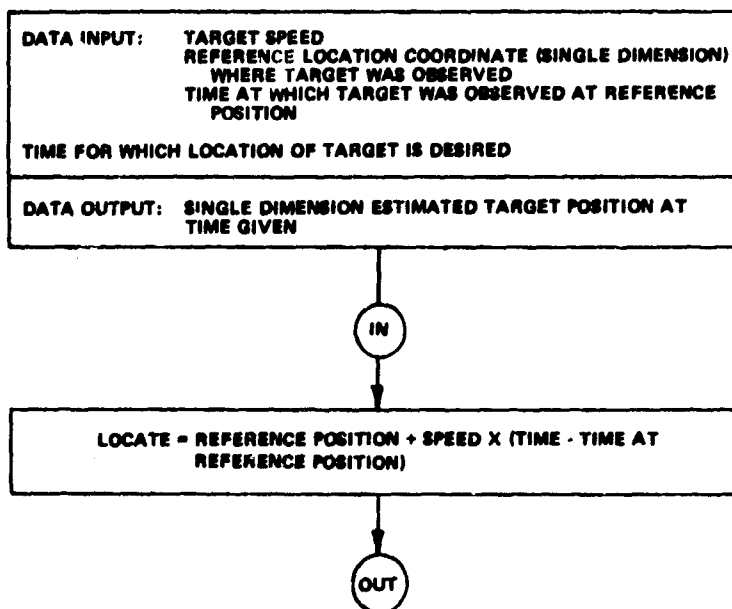 DATA INPUT: TARGET SPEED
REFERENCE LOCATION COORDINATE (SINGLE DIMENSION)
WHERE TARGET WAS OBSERVED
TIME AT WHICH TARGET WAS OBSERVED AT REFERENCE
POSITION
TIME FOR WHICH LOCATION OF TARGET IS DESIRED
DATA OUTPUT: SINGLE DIMENSION ESTIMATED TARGET POSITION AT
TIME GIVEN
IN
LOCATE = REFERENCE POSITION + SPEED X (TIME - TIME AT
REFERENCE POSITION)
OUT